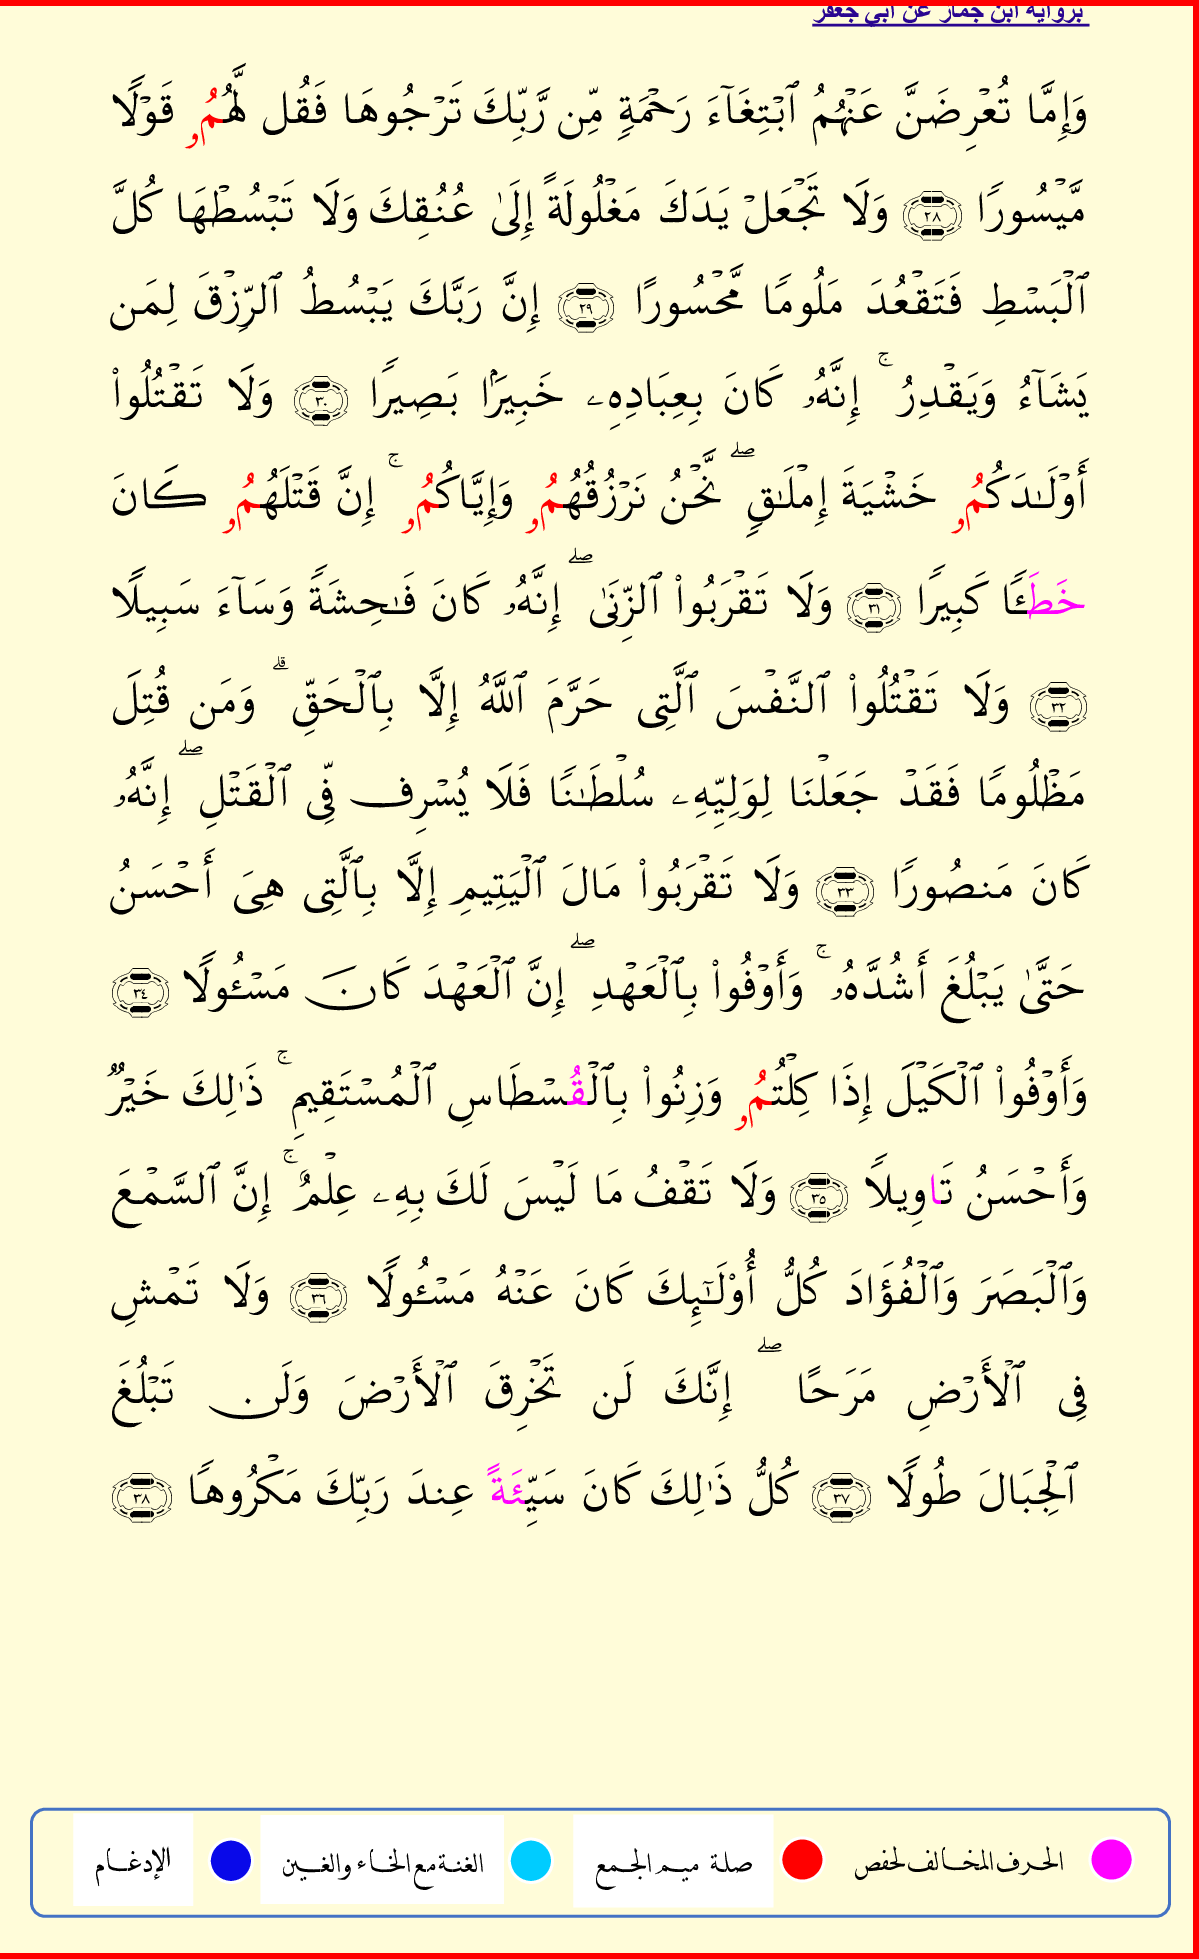 برواية ابن جماز عن أبي جعفر
وَإِمَّا تُعْرِضَنَّ عَنْهُمُ ٱبْتِغَآءَ رَحْمَةٍ مِّن رَّبِّكَ تَرْجُوهَا فَقُل لَّهُمُۥ قَوْلًا
مَّيْسُورًا ٢٨ وَلَا تَجْعَلْ يَدَكَ مَغْلُولَةً إِلَىٰ عُنُقِكَ وَلَا تَبْسُطْهَا كُلَّ
ٱلْبَسْطِ فَتَقْعُدَ مَلُومًا مَّحْسُورًا ٢٩ إِنَّ رَبَّكَ يَبْسُطُ ٱلرِّزْقَ لِمَن
يَشَآءُ وَيَقْدِرُ ۚ إِنَّهُۥ كَانَ بِعِبَادِهِۦ خَبِيرَۢا بَصِيرًا ٣٠ وَلَا تَقْتُلُوا۟
أَوْلَـٰدَكُمُۥ خَشْيَةَ إِمْلَـٰقٍ ۖ نَّحْنُ نَرْزُقُهُمُۥ وَإِيَّاكُمُۥ ۚ إِنَّ قَتْلَهُمُۥ كَانَ
خَطَـًٔا كَبِيرًا ٣١ وَلَا تَقْرَبُوا۟ ٱلزِّنَىٰ ۖ إِنَّهُۥ كَانَ فَـٰحِشَةً وَسَآءَ سَبِيلًا
٣٢ وَلَا تَقْتُلُوا۟ ٱلنَّفْسَ ٱلَّتِى حَرَّمَ ٱللَّهُ إِلَّا بِٱلْحَقِّ ۗ وَمَن قُتِلَ
مَظْلُومًا فَقَدْ جَعَلْنَا لِوَلِيِّهِۦ سُلْطَـٰنًا فَلَا يُسْرِف فِّى ٱلْقَتْلِ ۖ إِنَّهُۥ
كَانَ مَنصُورًا ٣٣ وَلَا تَقْرَبُوا۟ مَالَ ٱلْيَتِيمِ إِلَّا بِٱلَّتِى هِىَ أَحْسَنُ
حَتَّىٰ يَبْلُغَ أَشُدَّهُۥ ۚ وَأَوْفُوا۟ بِٱلْعَهْدِ ۖ إِنَّ ٱلْعَهْدَ كَانَ مَسْـُٔولًا ٣٤
وَأَوْفُوا۟ ٱلْكَيْلَ إِذَا كِلْتُمُۥ وَزِنُوا۟ بِٱلْقُسْطَاسِ ٱلْمُسْتَقِيمِ ۚ ذَٰلِكَ خَيْرٌ
وَأَحْسَنُ تَاوِيلًا ٣٥ وَلَا تَقْفُ مَا لَيْسَ لَكَ بِهِۦ عِلْمٌ ۚ إِنَّ ٱلسَّمْعَ
وَٱلْبَصَرَ وَٱلْفُؤَادَ كُلُّ أُو۟لَـٰٓئِكَ كَانَ عَنْهُ مَسْـُٔولًا ٣٦ وَلَا تَمْشِ
فِى ٱلْأَرْضِ مَرَحًا ۖ إِنَّكَ لَن تَخْرِقَ ٱلْأَرْضَ وَلَن تَبْلُغَ
ٱلْجِبَالَ طُولًا ٣٧ كُلُّ ذَٰلِكَ كَانَ سَيِّئَةً عِندَ رَبِّكَ مَكْرُوهًا ٣٨
الحرف المخالف لحفص صلة ميم الجمع الغنة مع الخاء والغين الإدغام